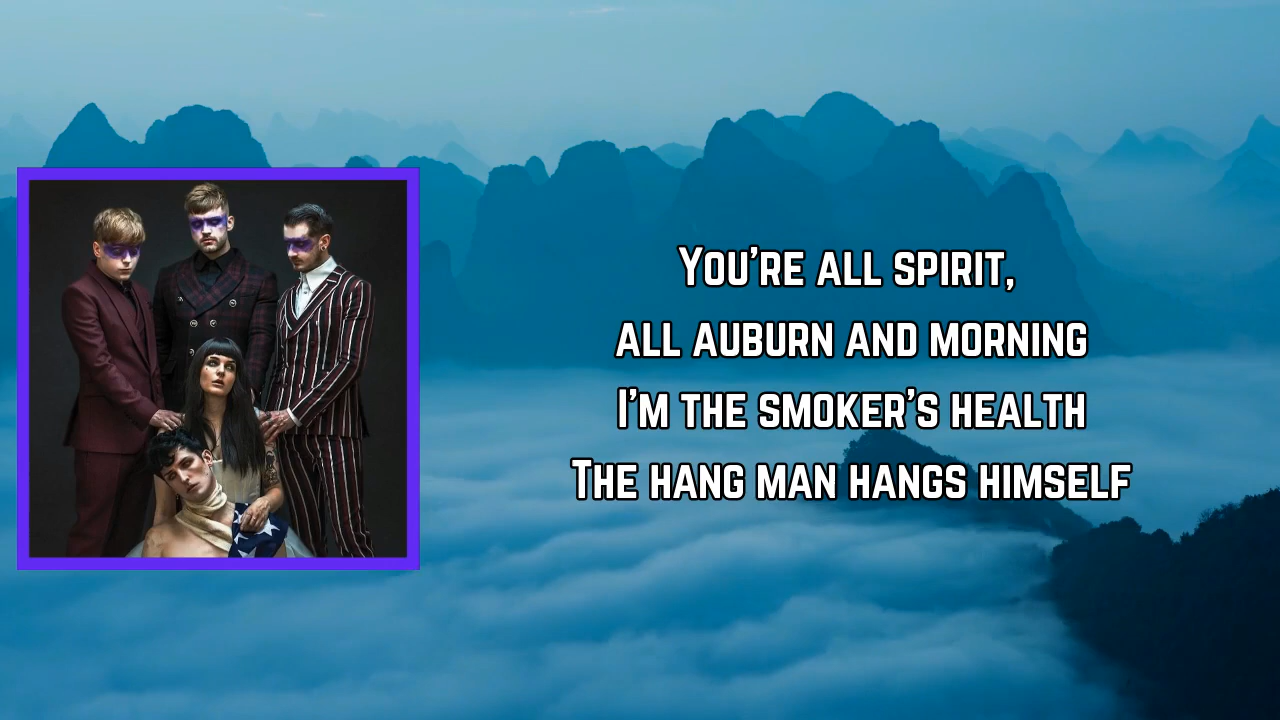 You're all spirit,
all auburn and morning
I'm the smoker's health
The hang man hangs himself